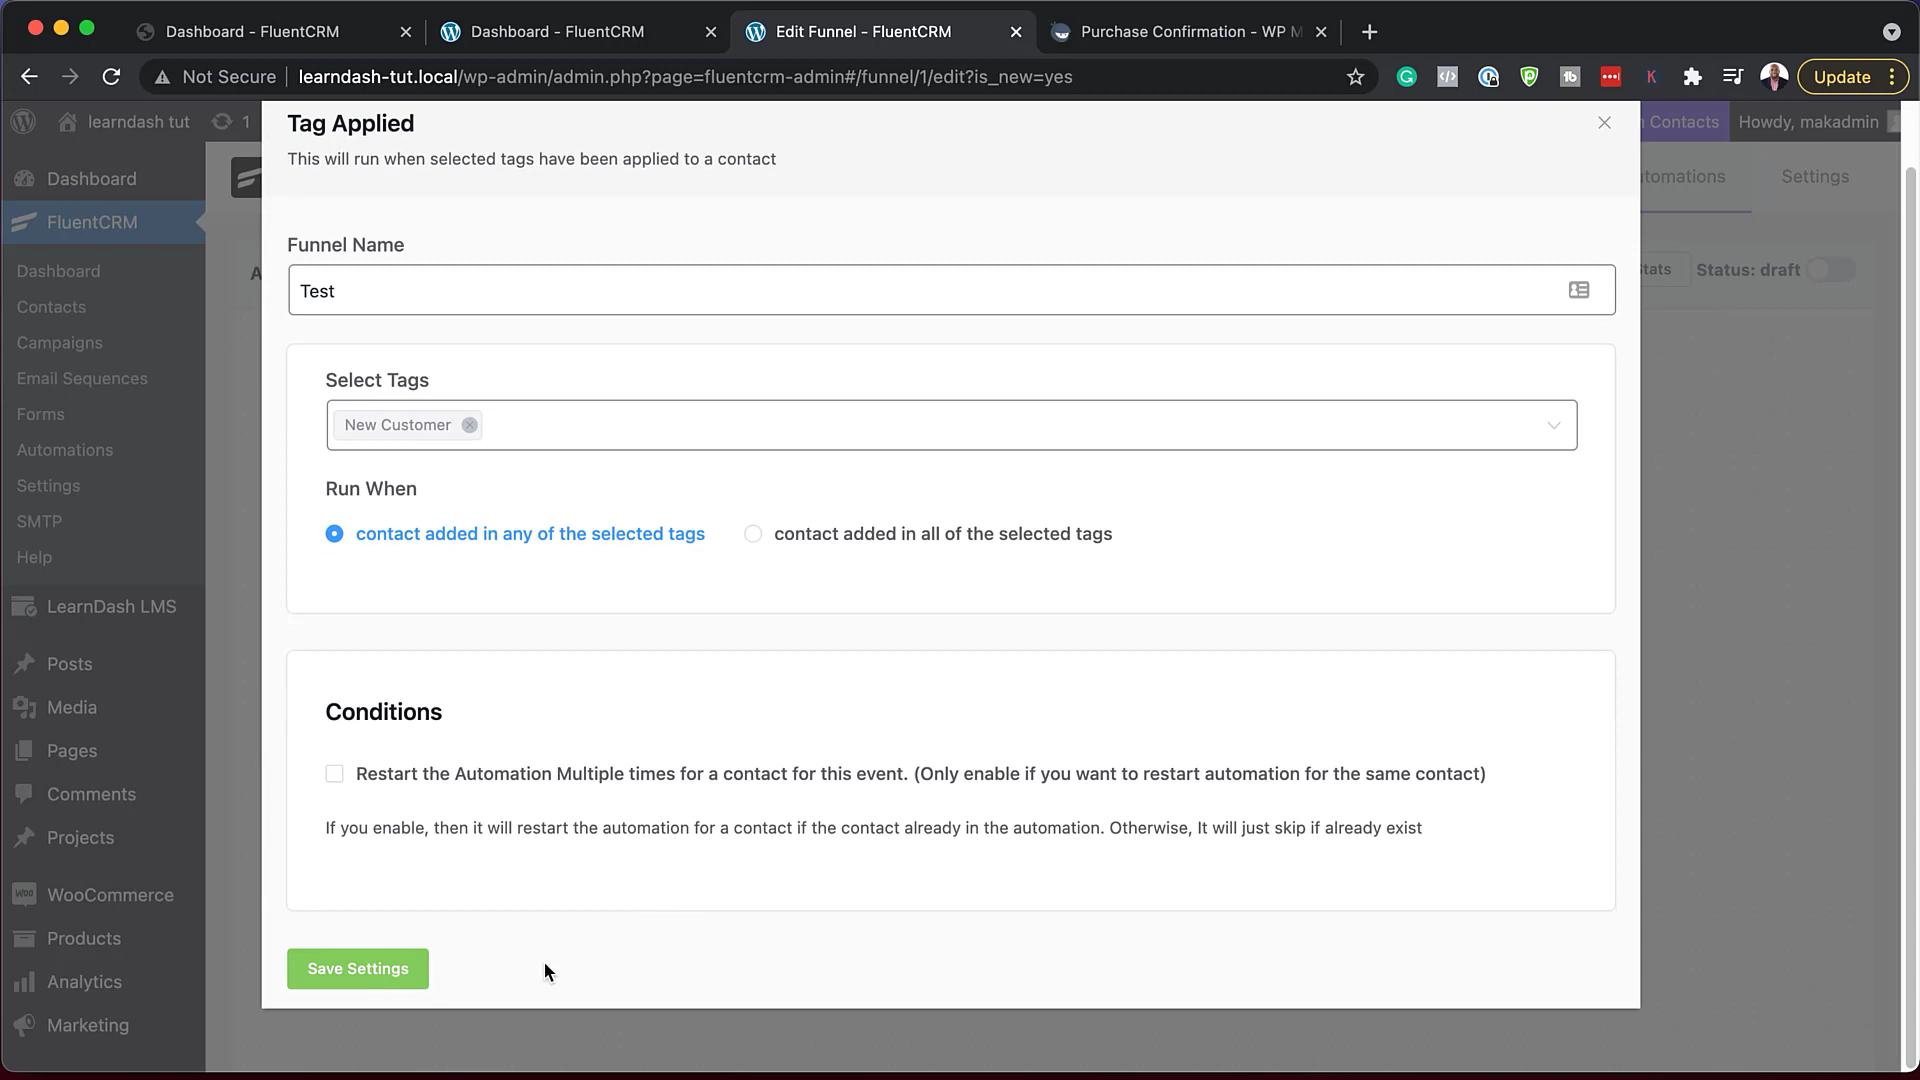 Dashboard - FluentCRM
Dashboard - FluentCRM
Edit Funnel - FluentCRM
Purchase Confirmation - WP M
Not Secure
learndash-tut.local/wp-admin/admin.php?page=fluentcrm-admin#/funnel/1/edit?is_new=yes
Update
learndash tut
1
Contacts
Howdy, makadmin
Dashboard
FluentCRM
Dashboard
Contacts
Campaigns
Email Sequences
Forms
Automations
Settings
SMTP
Help
LearnDash LMS
Posts
Media
Pages
Comments
Projects
WooCommerce
Products
Analytics
Marketing
Tag Applied
This will run when selected tags have been applied to a contact
Funnel Name
Test
Select Tags
New Customer
Run When
contact added in any of the selected tags
contact added in all of the selected tags
Conditions
Restart the Automation Multiple times for a contact for this event. (Only enable if you want to restart automation for the same contact)
If you enable, then it will restart the automation for a contact if the contact already in the automation. Otherwise, It will just skip if already exist
Save Settings
utomations
Settings
tats
Status: draft